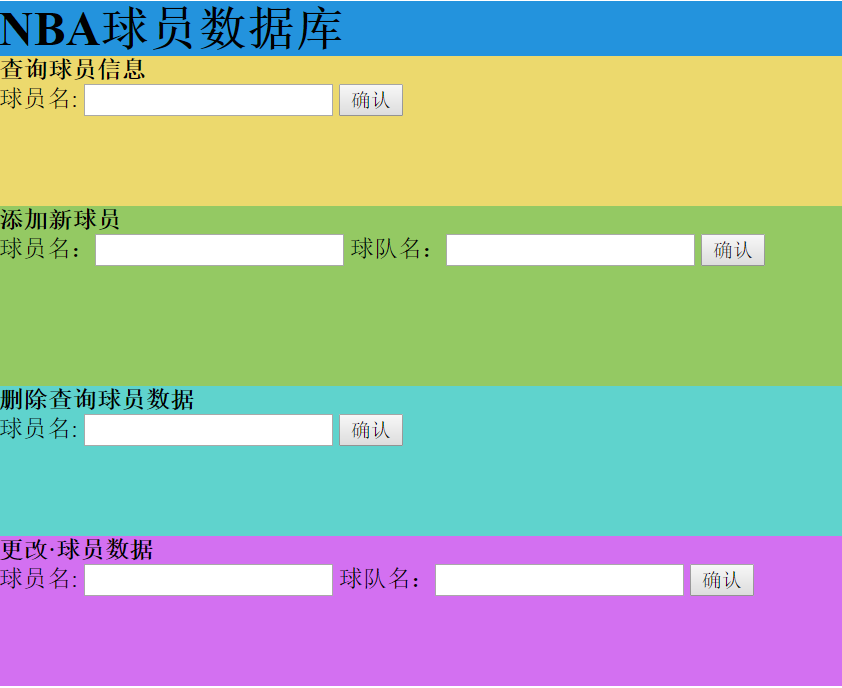 NBA球员数据库
查询球员信息
球员名: 确认
添加新球员
球员名： 球队名： 确认
删除查询球员数据
球员名: 确认
更改·球员数据
球员名: 球队名： 确认